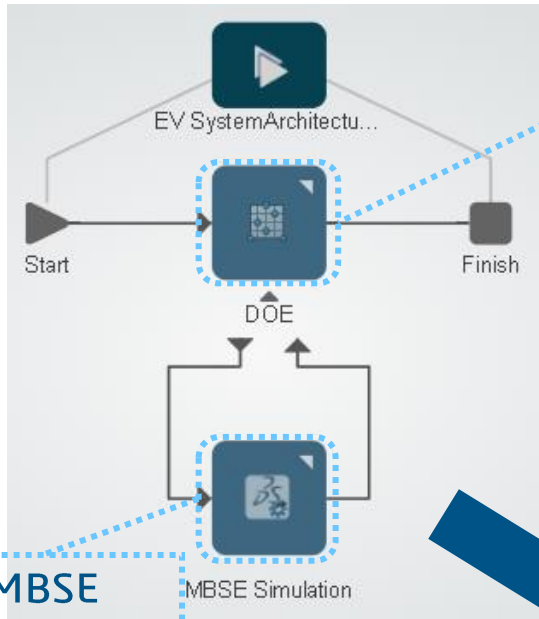 EV SystemArchitectu...
Start
Finish
DOE
MBSE
MBSE Simulation